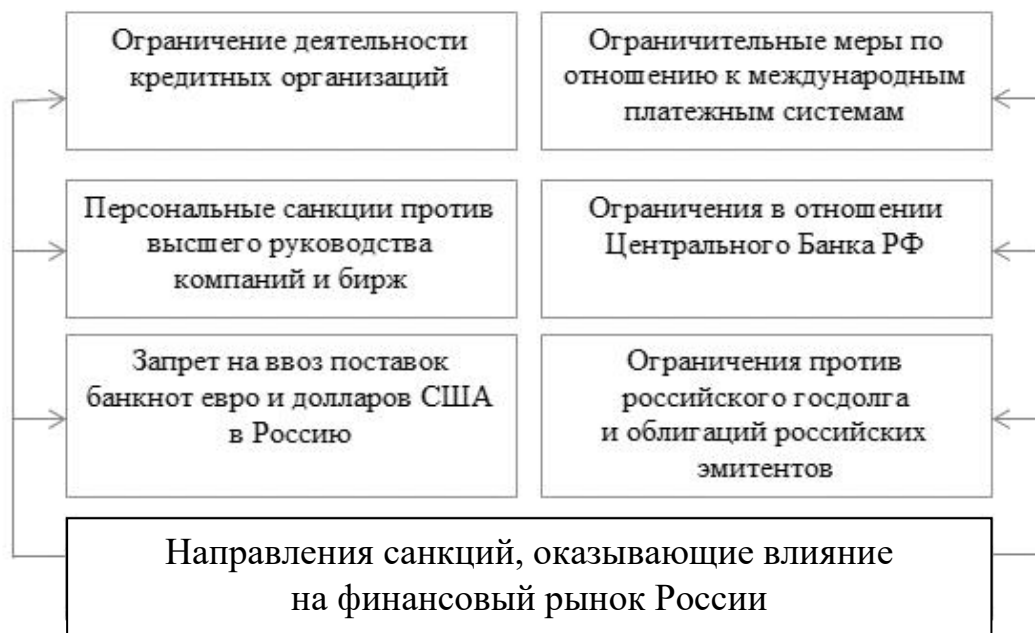 Ограничение деятельности
кредитных организаций
Ограничительные меры по
отношению к международным
платежным системам
Персональные санкции против
высшего руководства
компаний и бирж
Ограничения в отношении
Центрального Банка РФ
Запрет на ввоз поставок
банкнот евро и долларов США
в Россию
Ограничения против
российского госдолга
и облигаций российских
эмитентов
Направления санкций, оказывающие влияние
на финансовый рынок России